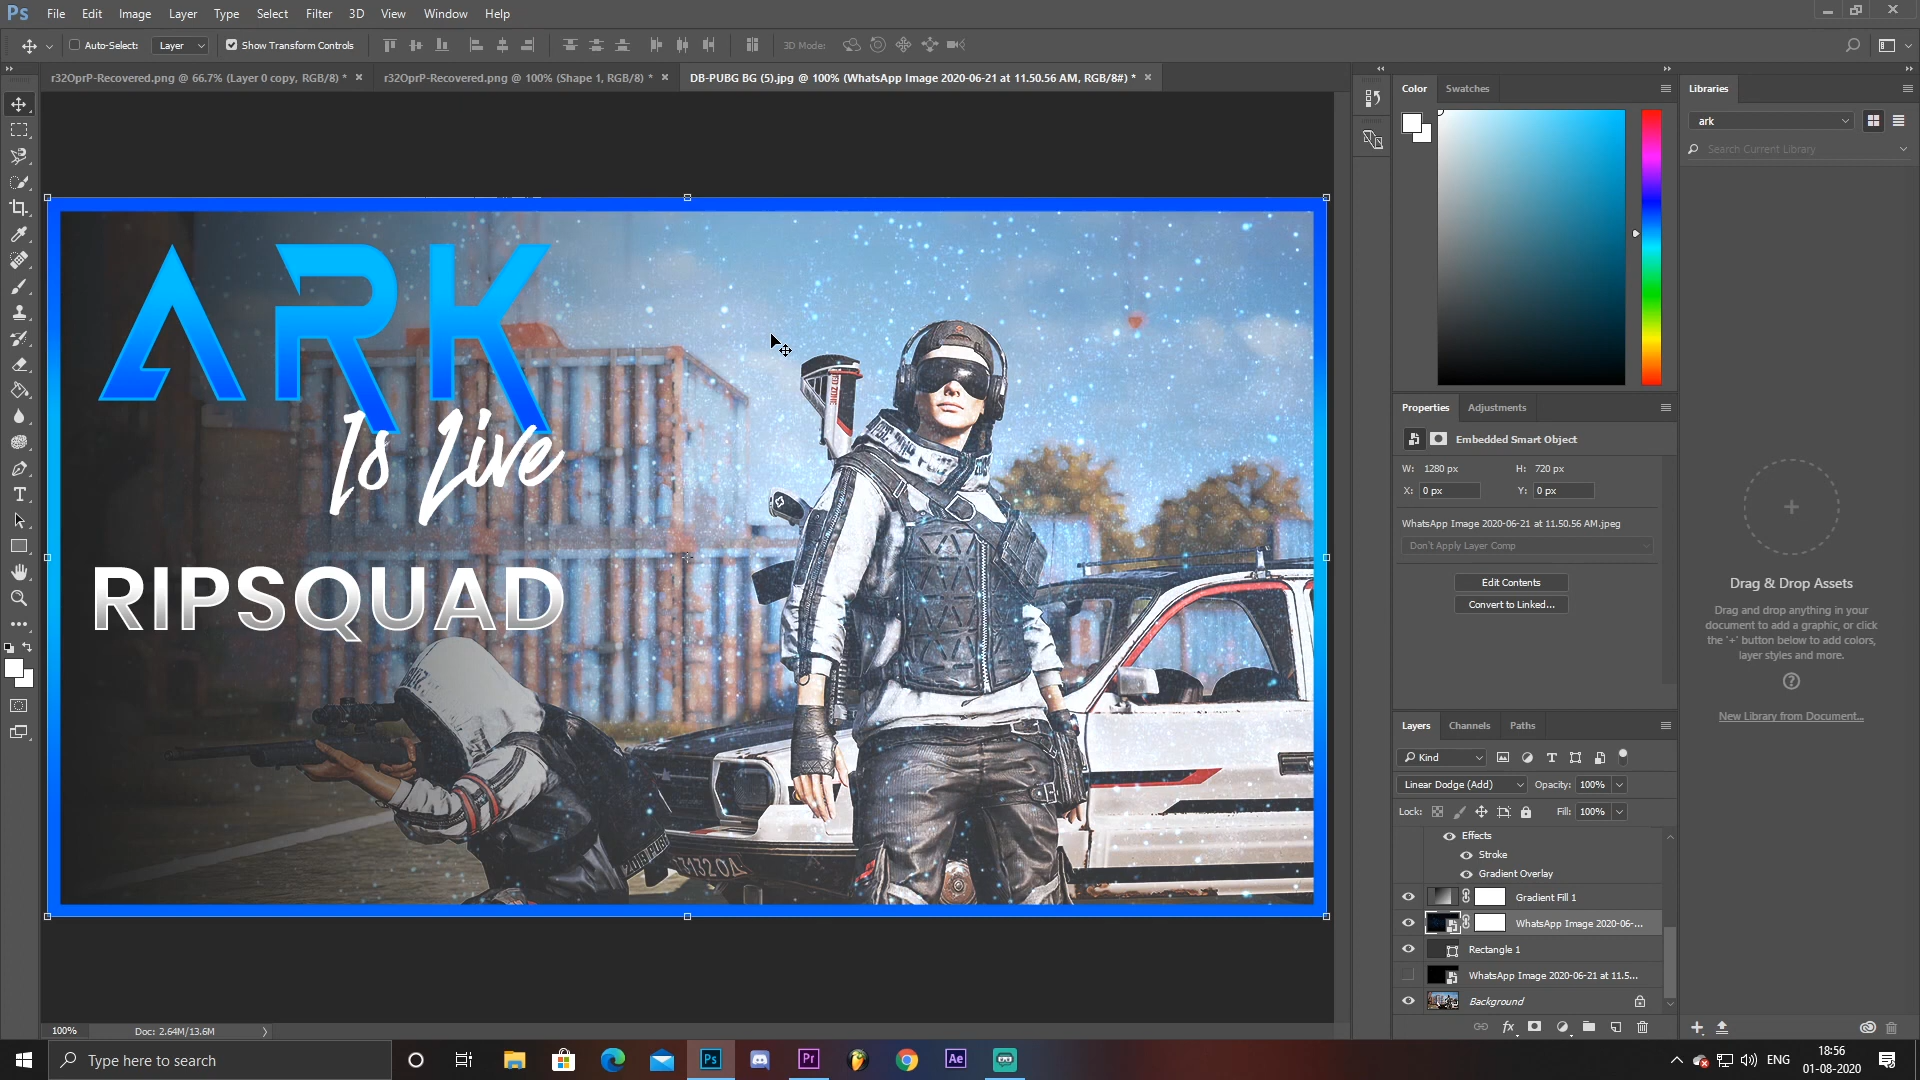 Ps File Edit Image Layer Type Select Filter 3D View Window Help
Auto-Select: Layer Show Transform Controls 3D Mode:
r32OprP-Recovered.png @ 66.7% (Layer 0 copy, RGB/8) * × r32OprP-Recovered.png @ 100% (Shape 1, RGB/8) * × DB-PUBG BG (5).jpg @ 100% (WhatsApp Image 2020-06-21 at 11.50.56 AM, RGB/8#) * ×
ARK
Is Live
RIPSQUAD
100% Doc: 2.64M/13.6M
Color Swatches
Properties Adjustments
Embedded Smart Object
W: 1280 px H: 720 px
X: 0 px Y: 0 px
WhatsApp Image 2020-06-21 at 11.50.56 AM.jpeg
Don't Apply Layer Comp
Edit Contents
Convert to Linked...
Layers Channels Paths
Kind
Linear Dodge (Add) Opacity: 100%
Lock: Fill: 100%
Effects
Stroke
Gradient Overlay
Gradient Fill 1
WhatsApp Image 2020-06-...
Rectangle 1
WhatsApp Image 2020-06-21 at 11.5...
Background
fx
Libraries
ark
Search Current Library
Drag & Drop Assets
Drag and drop anything in your
document to add a graphic, or click
the '+' button below to add colors,
layer styles and more.
New Library from Document...
Type here to search
Ps Pr Ae
ENG
18:56
01-08-2020